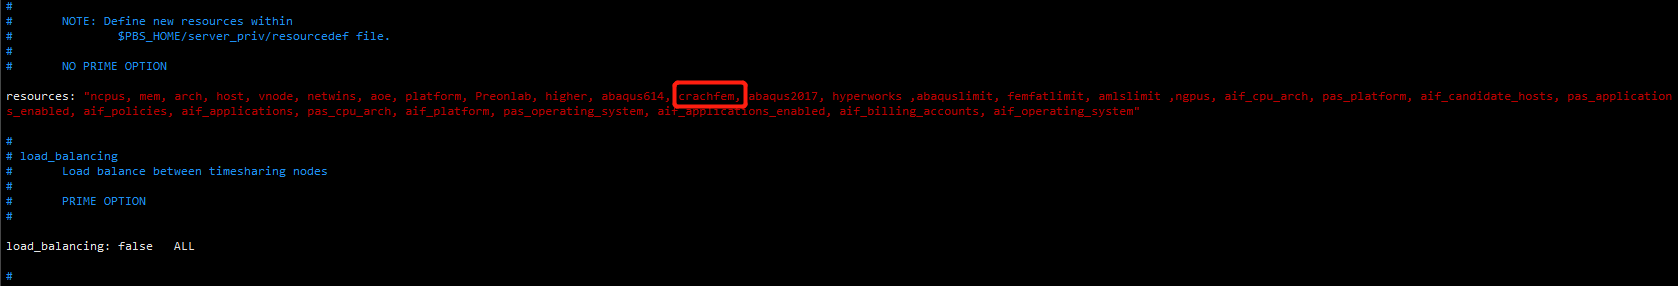 #
#       NOTE: Define new resources within
#               $PBS_HOME/server_priv/resourcedef file.
#
#       NO PRIME OPTION
resources: "ncpus, mem, arch, host, vnode, netwins, aoe, platform, Preonlab, higher, abaqus614, crachfem, abaqus2017, hyperworks ,abaquslimit, femfatlimit, amlslimit ,ngpus, aif_cpu_arch, pas_platform, aif_candidate_hosts, pas_application
s_enabled, aif_policies, aif_applications, pas_cpu_arch, aif_platform, pas_operating_system, aif_applications_enabled, aif_billing_accounts, aif_operating_system"
#
# load_balancing
#       Load balance between timesharing nodes
#
#       PRIME OPTION
#
load_balancing: false   ALL
#